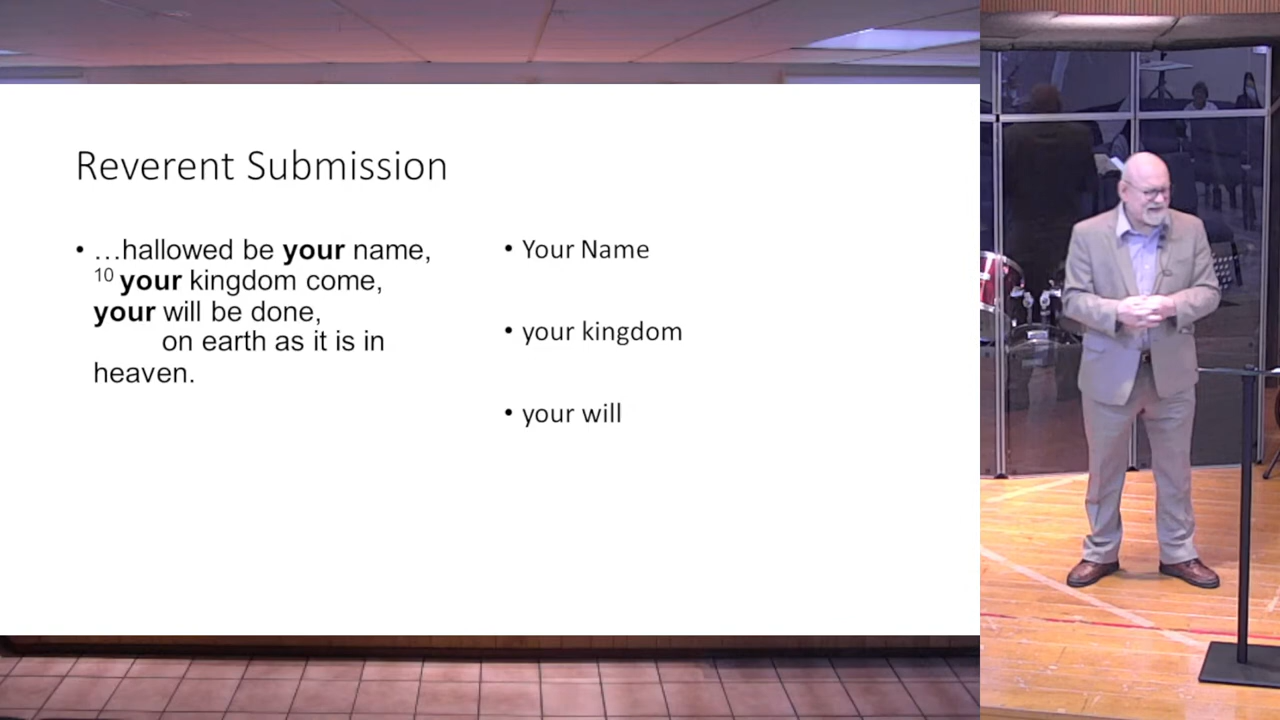 Reverent Submission
• …hallowed be your name,
10 your kingdom come,
your will be done,
on earth as it is in
heaven.
• Your Name
• your kingdom
• your will